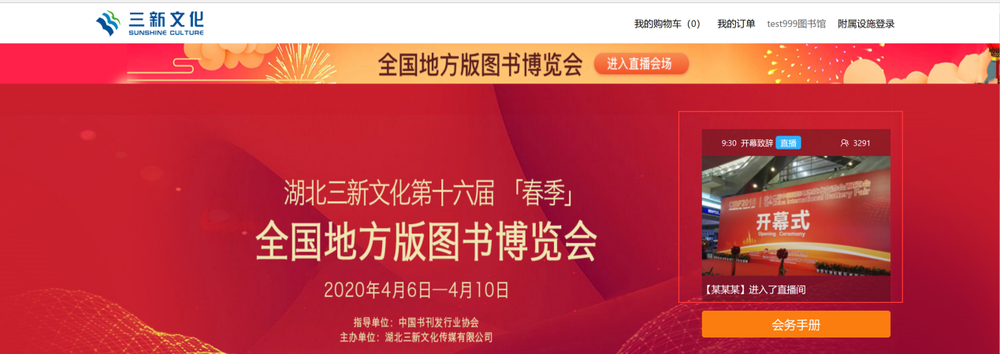 三新文化
SUNSHINE CULTURE
我的购物车（0） 我的订单 test999图书馆 附属设施登录
全国地方版图书博览会 进入直播会场
湖北三新文化第十六届 「春季」
全国地方版图书博览会
2020年4月6日—4月10日
指导单位：中国书刊发行业协会
主办单位：湖北三新文化传媒有限公司
9:30 开幕致辞 直播 3291
China International Battery Fair
开幕式
Opening Ceremony
【某某某】进入了直播间
会务手册